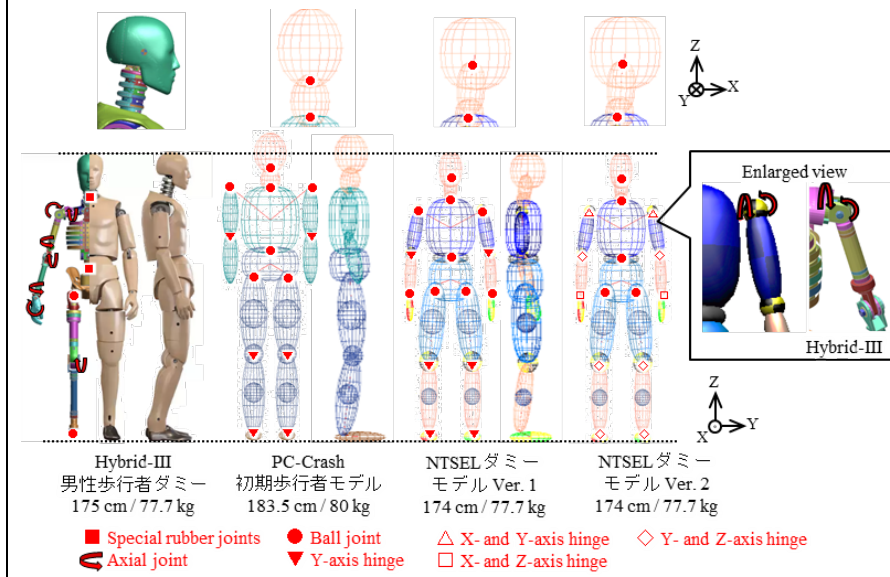 Z
Y X
Enlarged view
Hybrid-III
Z
X Y
Hybrid-III
男性歩行者ダミー
175 cm / 77.7 kg
PC-Crash
初期歩行者モデル
183.5 cm / 80 kg
NTSELダミー
モデル Ver. 1
174 cm / 77.7 kg
NTSELダミー
モデル Ver. 2
174 cm / 77.7 kg
Special rubber joints
Ball joint
X- and Y-axis hinge
Y- and Z-axis hinge
Axial joint
Y-axis hinge
X- and Z-axis hinge